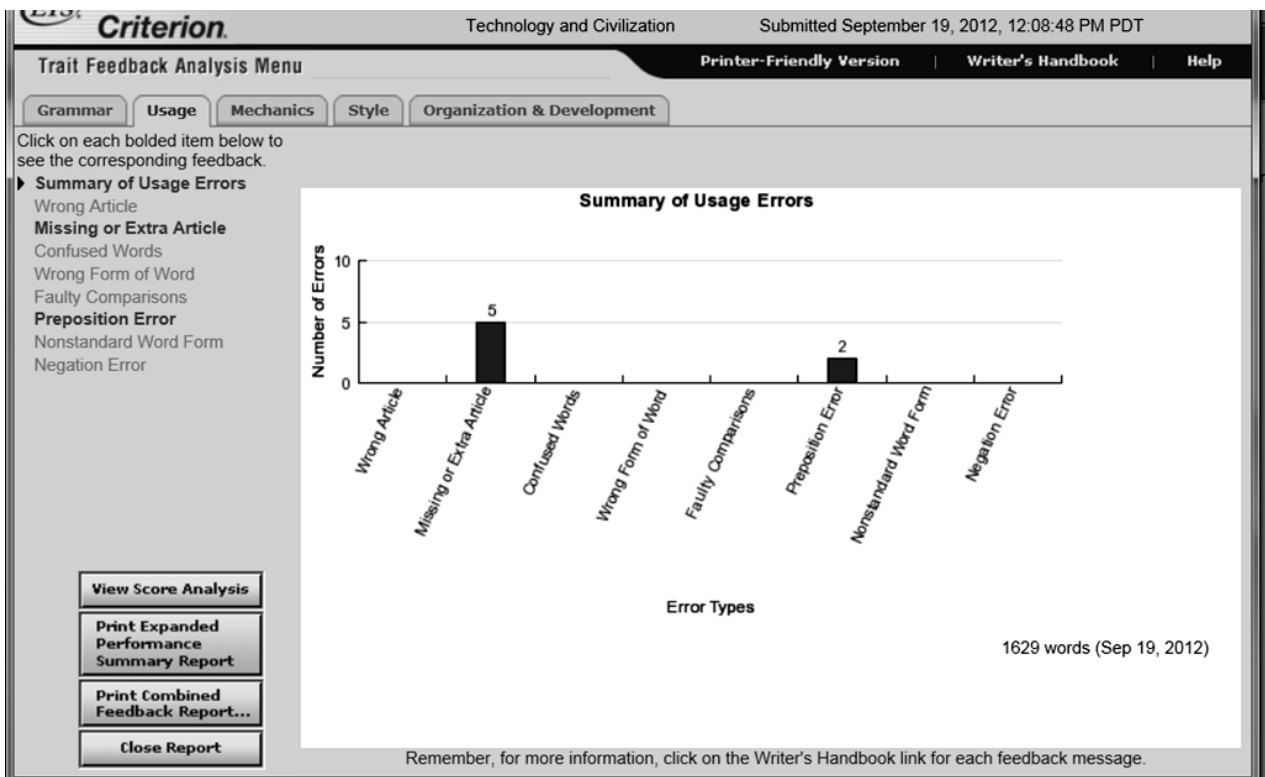 ETS.
Criterion.
Technology and Civilization
Submitted September 19, 2012, 12:08:48 PM PDT
Trait Feedback Analysis Menu
Printer-Friendly Version | Writer's Handbook | Help
Grammar
Usage
Mechanics
Style
Organization & Development
Click on each bolded item below to
see the corresponding feedback.
Summary of Usage Errors
Wrong Article
Missing or Extra Article
Confused Words
Wrong Form of Word
Faulty Comparisons
Preposition Error
Nonstandard Word Form
Negation Error
View Score Analysis
Print Expanded
Performance
Summary Report
Print Combined
Feedback Report...
Close Report
Summary of Usage Errors
Number of Errors
10
5
0
5
2
Wrong Article
Missing or Extra Article
Confused Words
Wrong Form of Word
Faulty Comparisons
Preposition Error
Nonstandard Word Form
Negation Error
Error Types
1629 words (Sep 19, 2012)
Remember, for more information, click on the Writer's Handbook link for each feedback message.